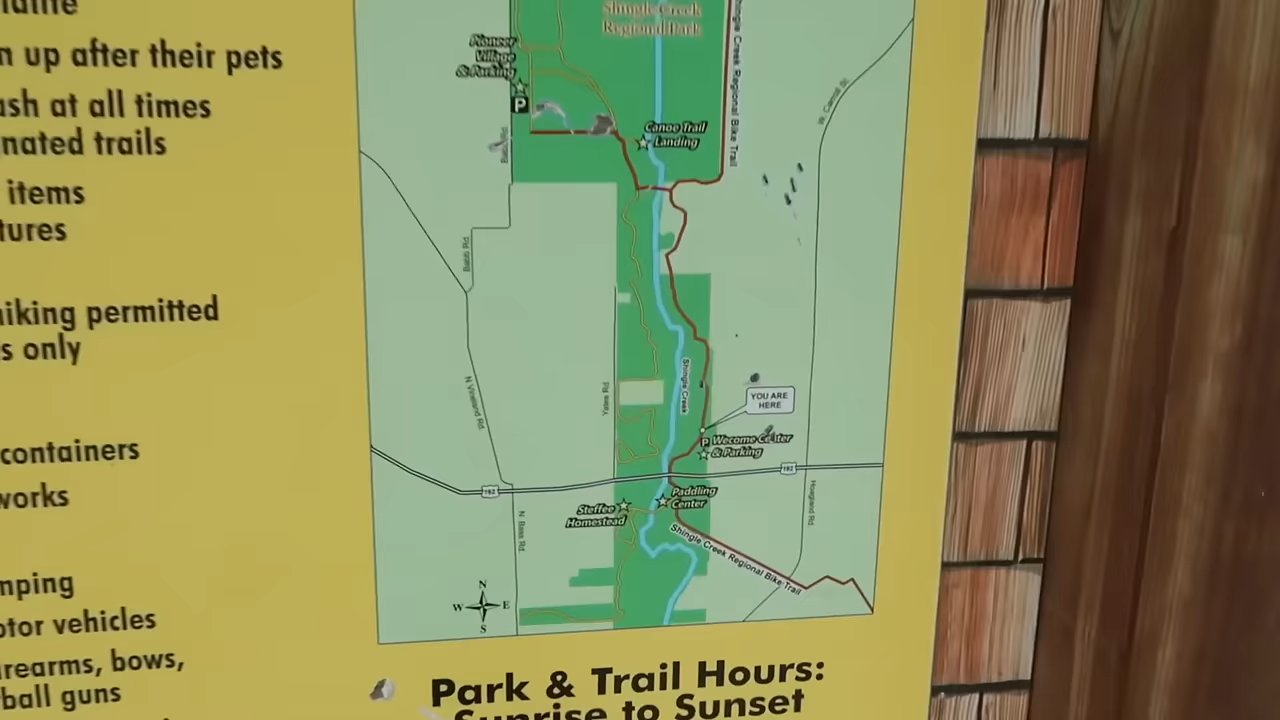 n up after their pets
ash at all times
nated trails
items
tures
hiking permitted
s only
containers
works
mping
otor vehicles
irearms, bows,
ball guns
Shingle Creek
Regional Park
Pioneer
Village
& Parking
P
Canoe Trail
Landing
Shingle Creek Regional Bike Trail
W. Carroll St.
Babb Rd
N Vineland Rd
Yates Rd
Shingle Creek
YOU ARE
HERE
P Wecome Center
& Parking
192
192
Steffee
Homestead
Paddling
Center
Hoagland Rd
N Bass Rd
Shingle Creek Regional Bike Trail
N
W E
S
Park & Trail Hours:
Sunrise to Sunset